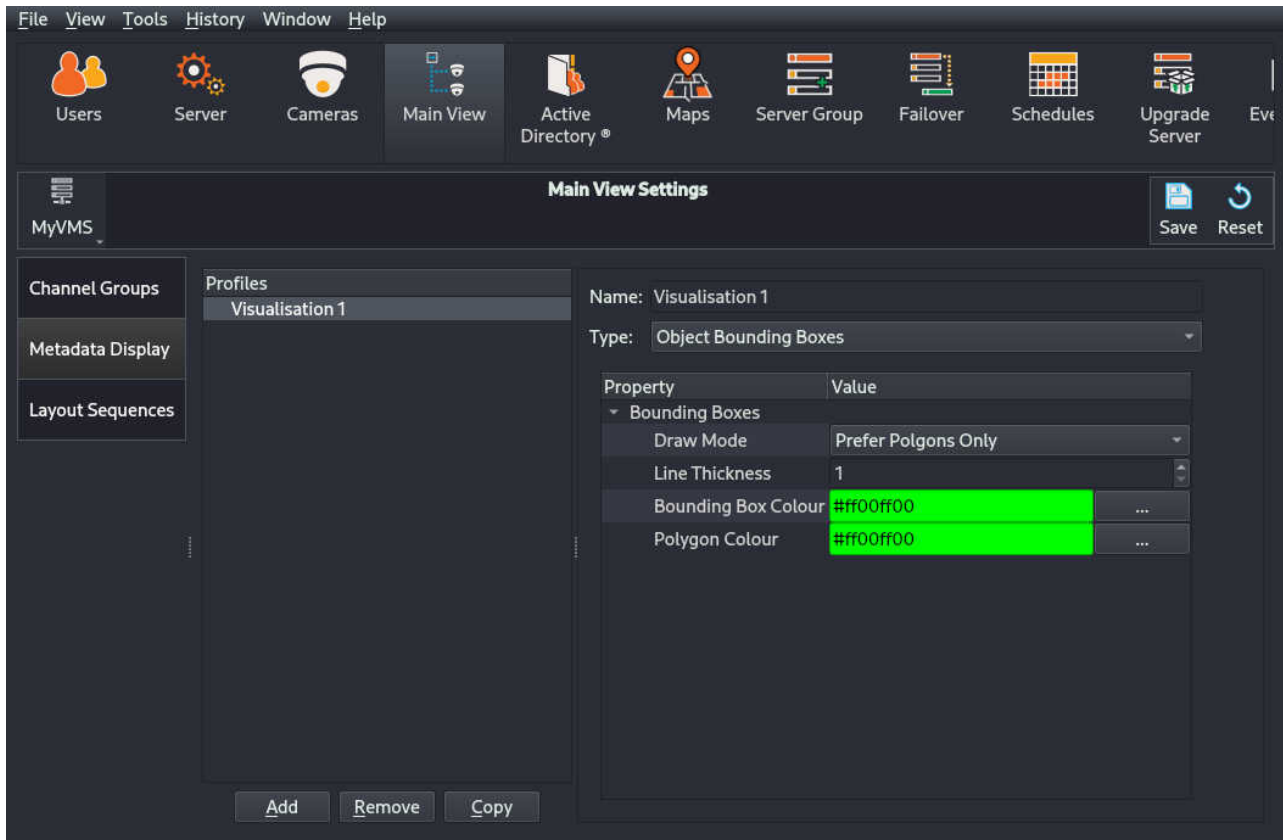 File View Tools History Window Help
Users Server Cameras Main View Active Directory ® Maps Server Group Failover Schedules Upgrade Server Eve
MyVMS
Main View Settings
Save Reset
Channel Groups
Metadata Display
Layout Sequences
Profiles
Visualisation 1
Add Remove Copy
Name: Visualisation 1
Type: Object Bounding Boxes
Property Value
Bounding Boxes
Draw Mode Prefer Polgons Only
Line Thickness 1
Bounding Box Colour #ff00ff00 ...
Polygon Colour #ff00ff00 ...